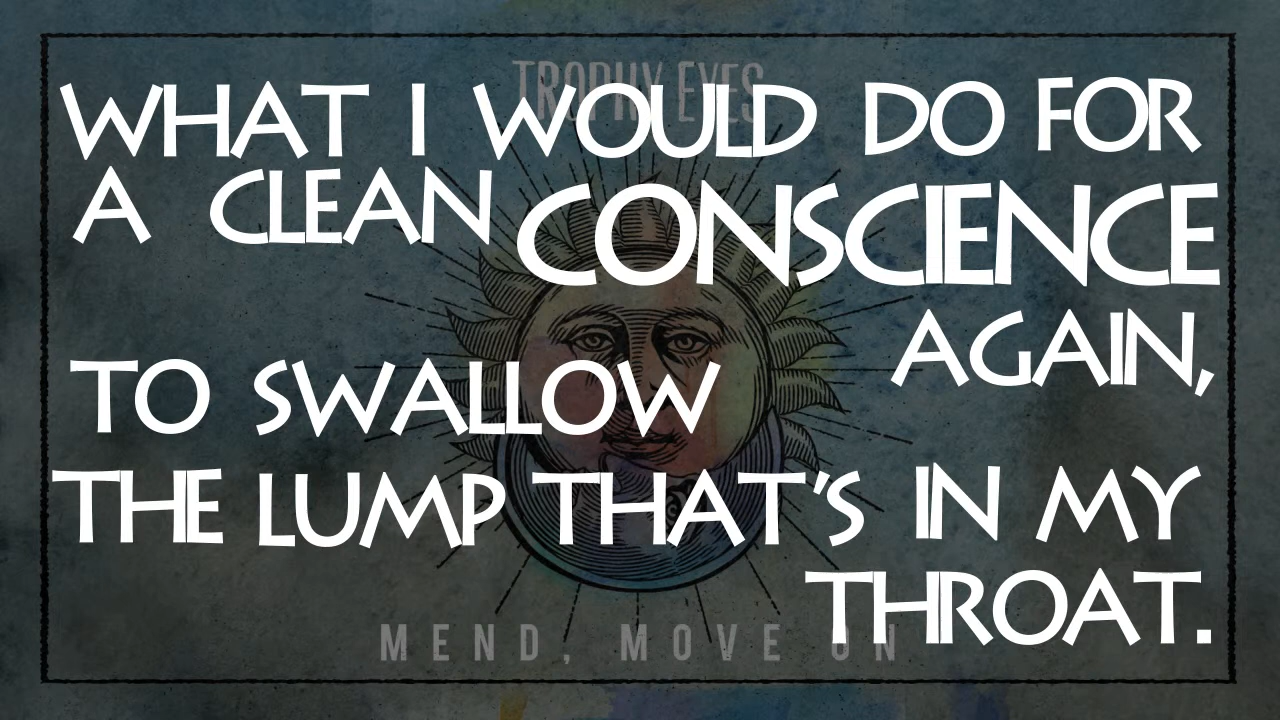 TROPHY EYES
WHAT I WOULD DO FOR
A CLEAN CONSCIENCE
AGAIN,
TO SWALLOW
THE LUMP THAT'S IN MY
THROAT.
MEND, MOVE ON